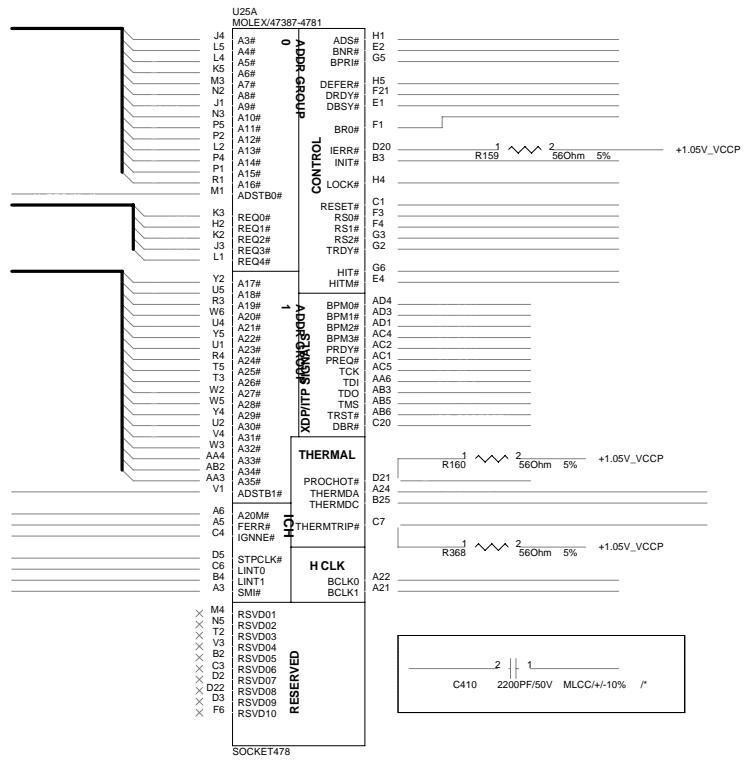 U25A
MOLEX/47387-4781
J4 A3#
L5 A4#
L4 A5#
K5 A6#
M3 A7#
N2 A8#
J1 A9#
N3 A10#
P5 A11#
P2 A12#
L2 A13#
P4 A14#
P1 A15#
R1 A16#
M1 ADSTB0#
ADDR GROUP 0
K3 REQ0#
H2 REQ1#
K2 REQ2#
J3 REQ3#
L1 REQ4#
Y2 A17#
U5 A18#
R3 A19#
W6 A20#
U4 A21#
Y5 A22#
U1 A23#
R4 A24#
T5 A25#
T3 A26#
W2 A27#
W5 A28#
Y4 A29#
U2 A30#
V4 A31#
W3 A32#
AA4 A33#
AB2 A34#
AA3 A35#
V1 ADSTB1#
ADDR GROUP 1
A6 A20M#
A5 FERR#
C4 IGNNE#
ICH
D5 STPCLK#
C6 LINT0
B4 LINT1
A3 SMI#
M4 RSVD01
N5 RSVD02
T2 RSVD03
V3 RSVD04
B2 RSVD05
C3 RSVD06
D2 RSVD07
D22 RSVD08
D3 RSVD09
F6 RSVD10
RESERVED
SOCKET478
ADS# H1
BNR# E2
BPRI# G5
DEFER# H5
DRDY# F21
DBSY# E1
BR0# F1
IERR# D20
INIT# B3
LOCK# H4
RESET# C1
RS0# F3
RS1# F4
RS2# G3
TRDY# G2
HIT# G6
HITM# E4
CONTROL
R159 1 2 56Ohm 5% +1.05V_VCCP
BPM0# AD4
BPM1# AD3
BPM2# AD1
BPM3# AC4
PRDY# AC2
PREQ# AC1
TCK AC5
TDI AA6
TDO AB3
TMS AB5
TRST# AB6
DBR# C20
XDP/ITP SIGNALS
THERMAL
PROCHOT# D21
THERMDA A24
THERMDC B25
THERMTRIP# C7
R160 1 2 56Ohm 5% +1.05V_VCCP
R368 1 2 56Ohm 5% +1.05V_VCCP
H CLK
BCLK0 A22
BCLK1 A21
2 1
C410 2200PF/50V MLCC/+/-10% /*